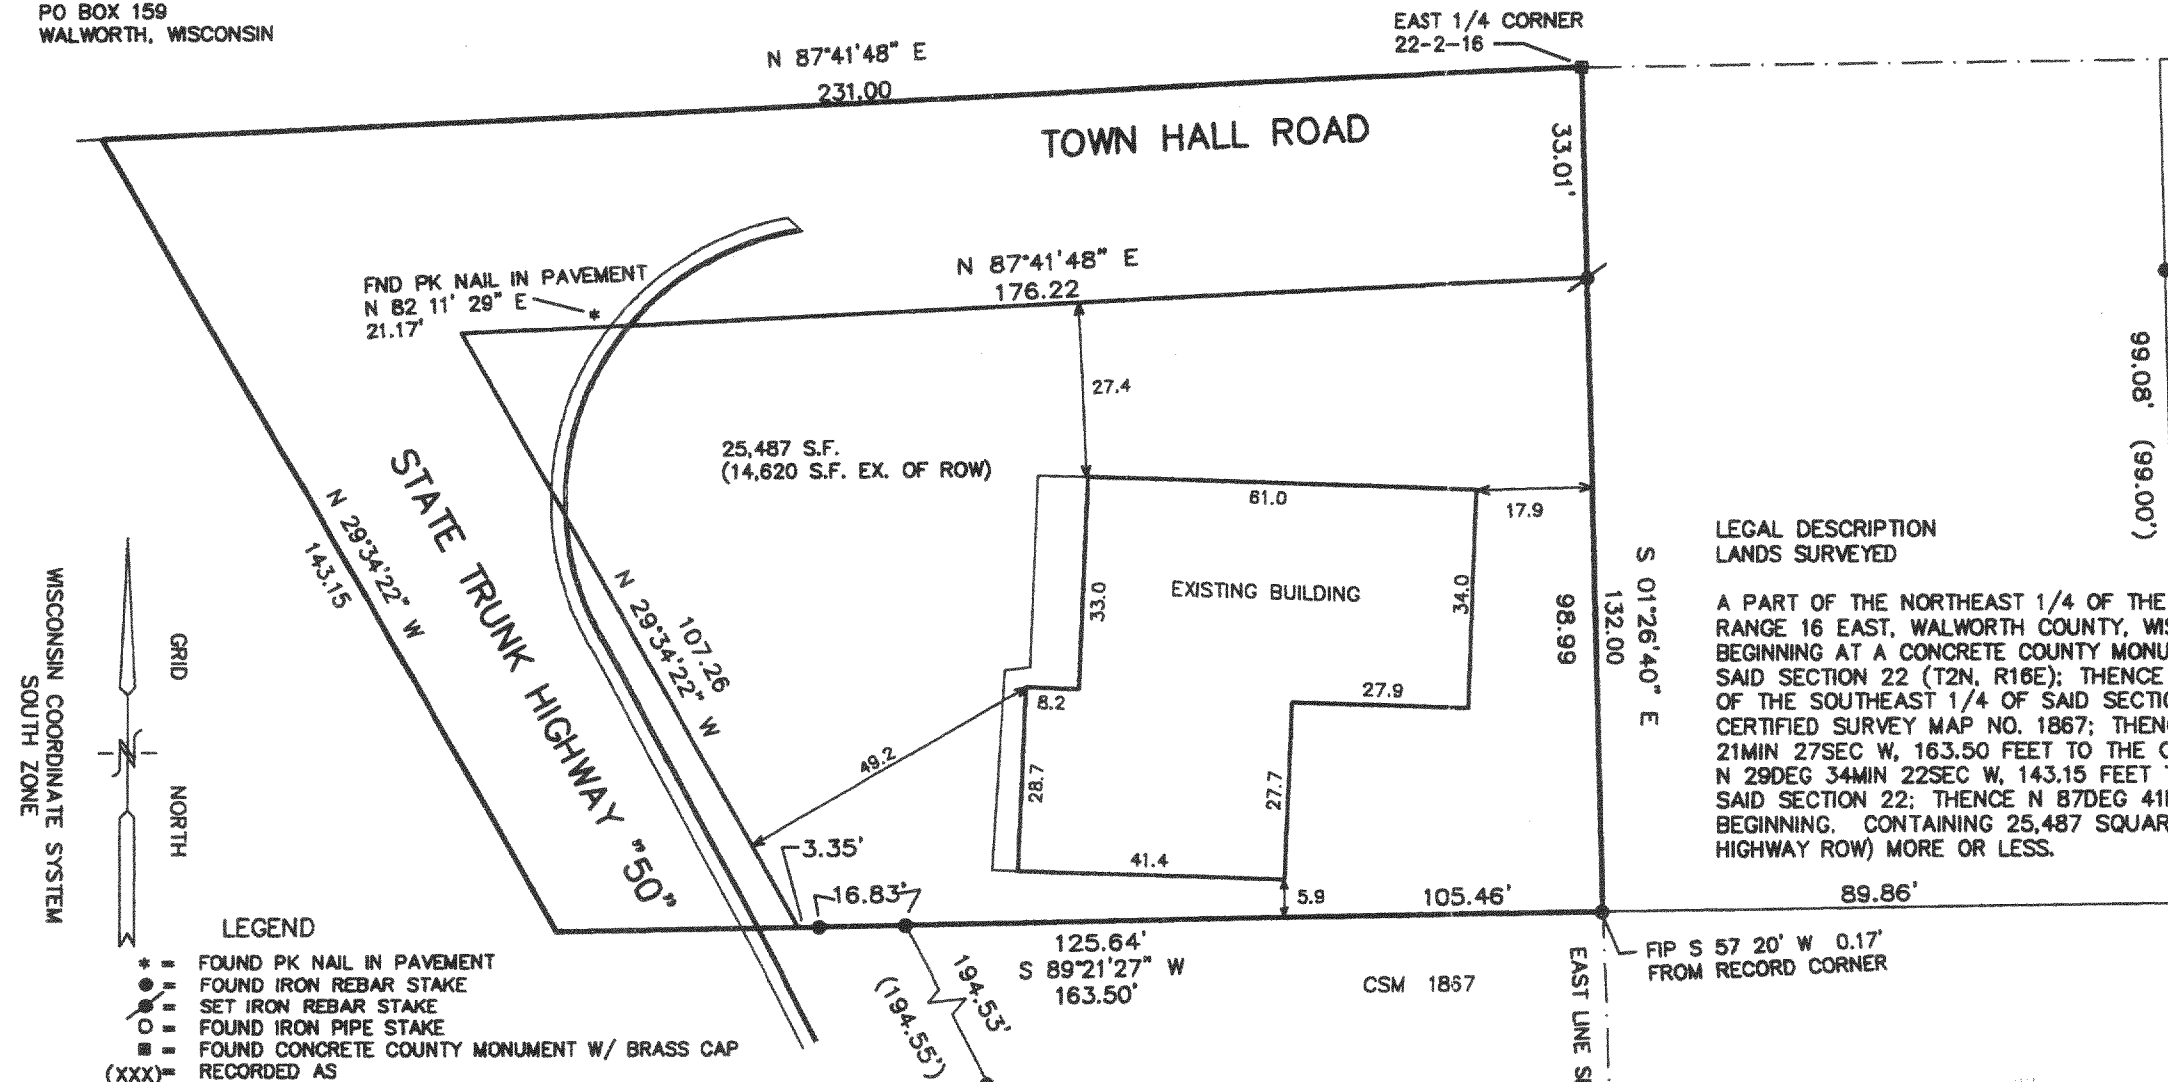 PO BOX 159
WALWORTH, WISCONSIN
EAST 1/4 CORNER
22-2-16
N 87°41'48" E
231.00
TOWN HALL ROAD
33.01'
FND PK NAIL IN PAVEMENT
N 82 11' 29" E
21.17'
N 87°41'48" E
176.22
27.4
99.08' (99.00')
25,487 S.F.
(14,620 S.F. EX. OF ROW)
61.0
17.9
STATE TRUNK HIGHWAY "50"
N 29°34'22" W
143.15
107.26
N 29°34'22" W
EXISTING BUILDING
33.0
34.0
27.9
8.2
49.2
28.7
27.7
41.4
5.9
3.35'
16.83'
105.46'
98.99
132.00
S 01°26'40" E
LEGAL DESCRIPTION
LANDS SURVEYED
A PART OF THE NORTHEAST 1/4 OF THE
RANGE 16 EAST, WALWORTH COUNTY, WIS
BEGINNING AT A CONCRETE COUNTY MONU
SAID SECTION 22 (T2N, R16E); THENCE
OF THE SOUTHEAST 1/4 OF SAID SECTIO
CERTIFIED SURVEY MAP NO. 1867; THENC
21MIN 27SEC W, 163.50 FEET TO THE C
N 29DEG 34MIN 22SEC W, 143.15 FEET T
SAID SECTION 22; THENCE N 87DEG 41
BEGINNING. CONTAINING 25,487 SQUAR
HIGHWAY ROW) MORE OR LESS.
89.86'
125.64'
S 89°21'27" W
163.50'
194.53'
(194.55')
CSM 1867
FIP S 57 20' W 0.17'
FROM RECORD CORNER
EAST LINE
WISCONSIN COORDINATE SYSTEM
SOUTH ZONE
GRID NORTH
N
LEGEND
* = FOUND PK NAIL IN PAVEMENT
● = FOUND IRON REBAR STAKE
= SET IRON REBAR STAKE
O = FOUND IRON PIPE STAKE
■ = FOUND CONCRETE COUNTY MONUMENT W/ BRASS CAP
(XXX)= RECORDED AS